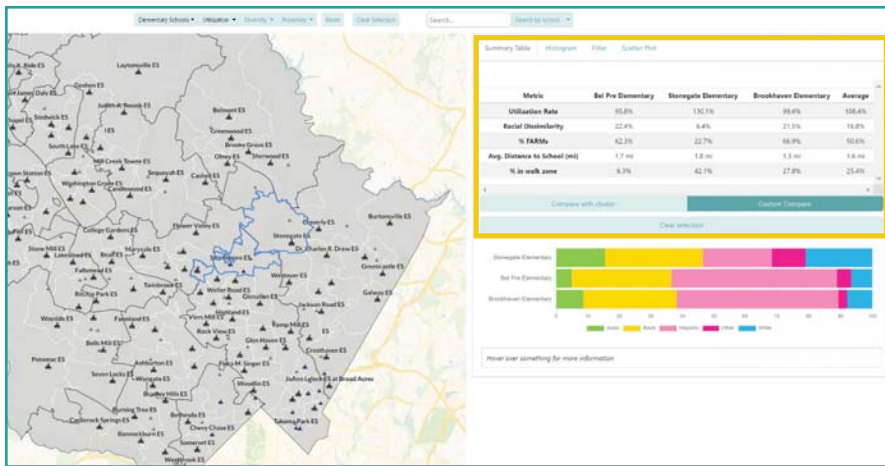 Elementary Schools Utilization Diversity Proximity Reset Clear Selection Search... Search by school
Summary Table Histogram Filter Scatter Plot
Metric Bel Pre Elementary Stonegate Elementary Brookhaven Elementary Average
Utilization Rate 95.8% 130.1% 99.4% 108.4%
Racial Dissimilarity 22.4% 6.4% 21.5% 16.8%
% FARMs 62.3% 22.7% 66.9% 50.6%
Avg. Distance to School (mi) 1.7 mi 1.8 mi 1.3 mi 1.6 mi
% in walk zone 6.3% 42.1% 27.8% 25.4%
Compare with cluster Custom Compare
Clear selection
Stonegate Elementary
Bel Pre Elementary
Brookhaven Elementary
0 10 20 30 40 50 60 70 80 90 100
Asian Black Hispanic Other White
Hover over something for more information
Laytonsville ES
Goshen ES
Judith A. Resnik ES
Belmont ES
Stedwick ES
Greenwood ES
South Lake ES
Brooke Grove ES
Mill Creek Towne ES
Olney ES
Sherwood ES
Sequoyah ES
Cashell ES
Washington Grove ES
Candlewood ES
College Gardens ES
Flower Valley ES
Cloverly ES
Burtonsville ES
Stonegate ES
Stone Mill ES
Lakewood ES
Beall ES
Maryvale ES
Dr. Charles R. Drew ES
Fallsmead ES
Strathmore ES
Greencastle ES
Twinbrook ES
Westover ES
Ritchie Park ES
Weller Road ES
Glenallan ES
Galway ES
Jackson Road ES
Wayside ES
Farmland ES
Viers Mill ES
Highland ES
Rock View ES
Kemp Mill ES
ES
Bells Mill ES
Glen Haven ES
Cresthaven ES
Potomac ES
Ashburton ES
Flora M. Singer ES
Seven Locks ES
Wyngate ES
Woodlin ES
JoAnn Leleck ES at Broad Acres
Bradley Hills ES
Burning Tree ES
Carderock Springs ES
Bethesda ES
Takoma Park ES
Chevy Chase ES
Bannockburn ES
Somerset ES
Westbrook ES